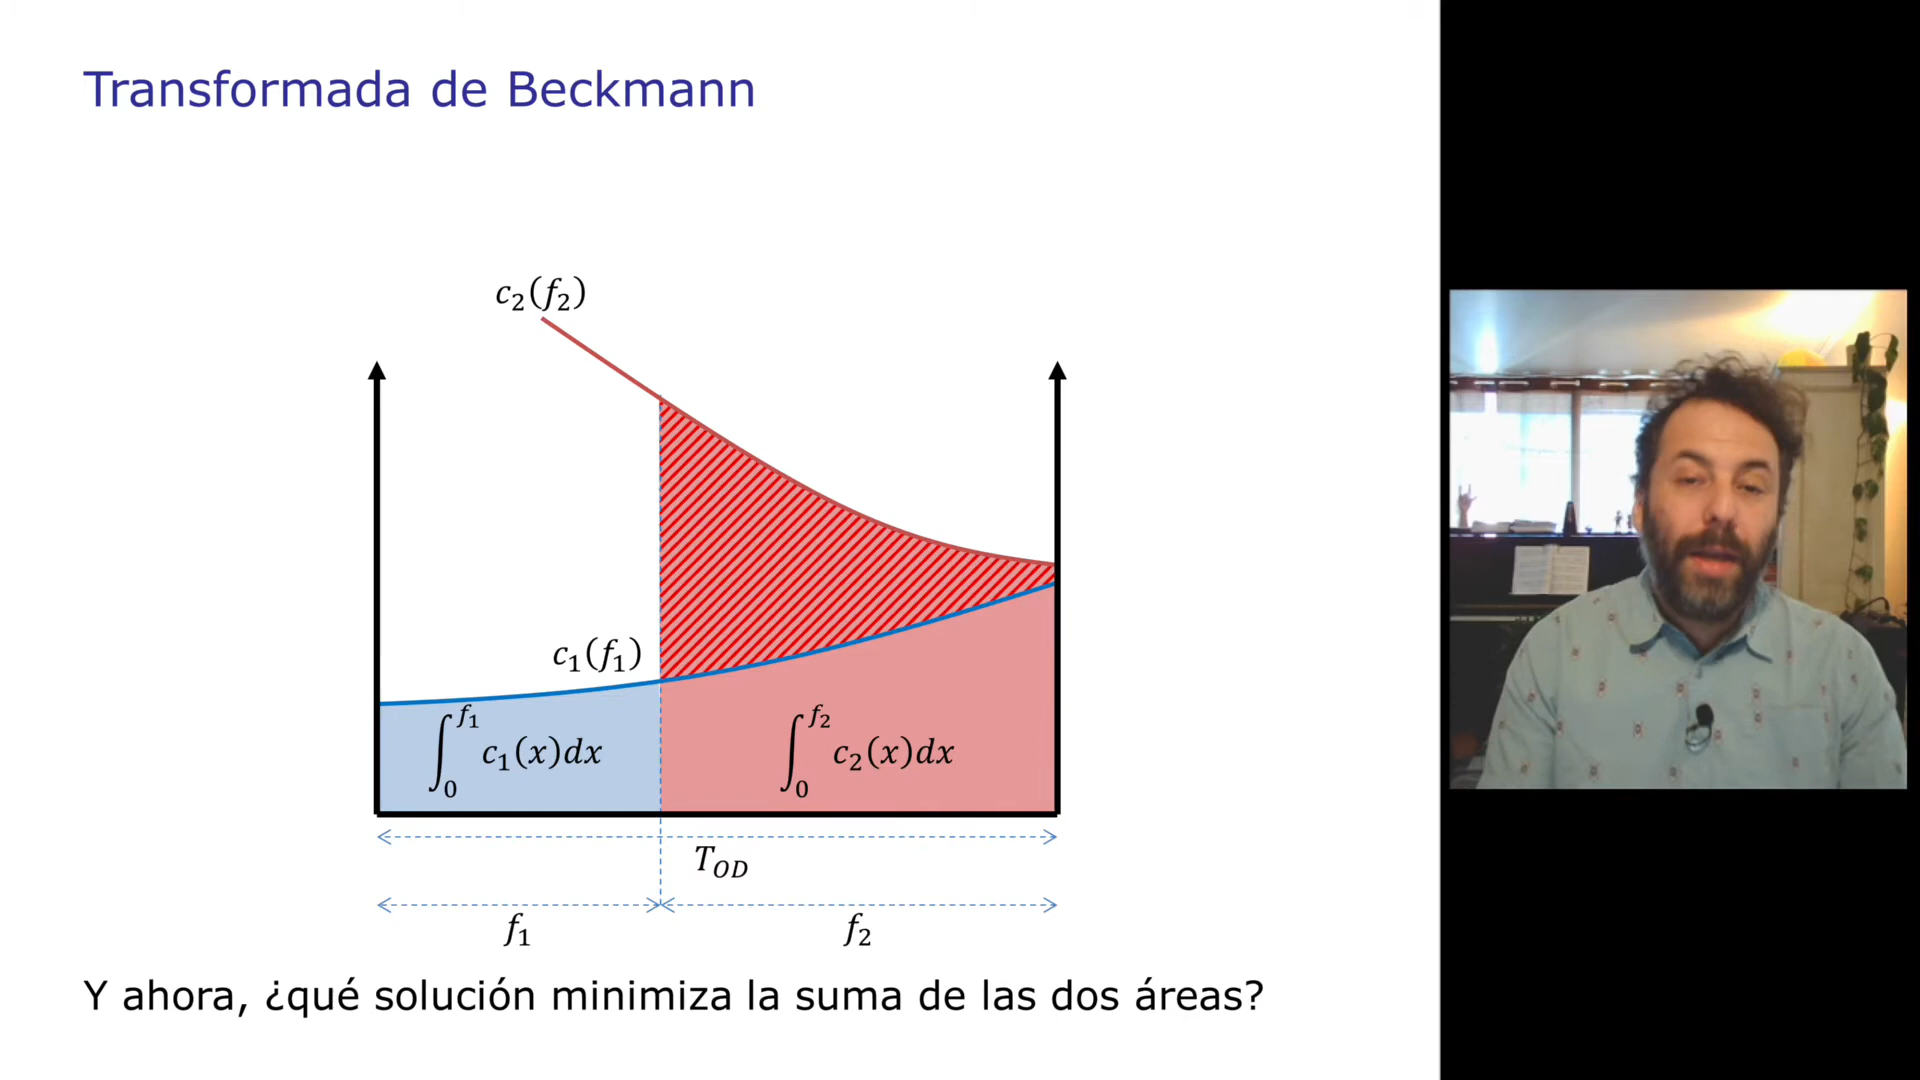 Transformada de Beckmann
c₂(f₂)
c₁(f₁)
∫₀^f₁ c₁(x)dx
∫₀^f₂ c₂(x)dx
T_OD
f₁
f₂
Y ahora, ¿qué solución minimiza la suma de las dos áreas?